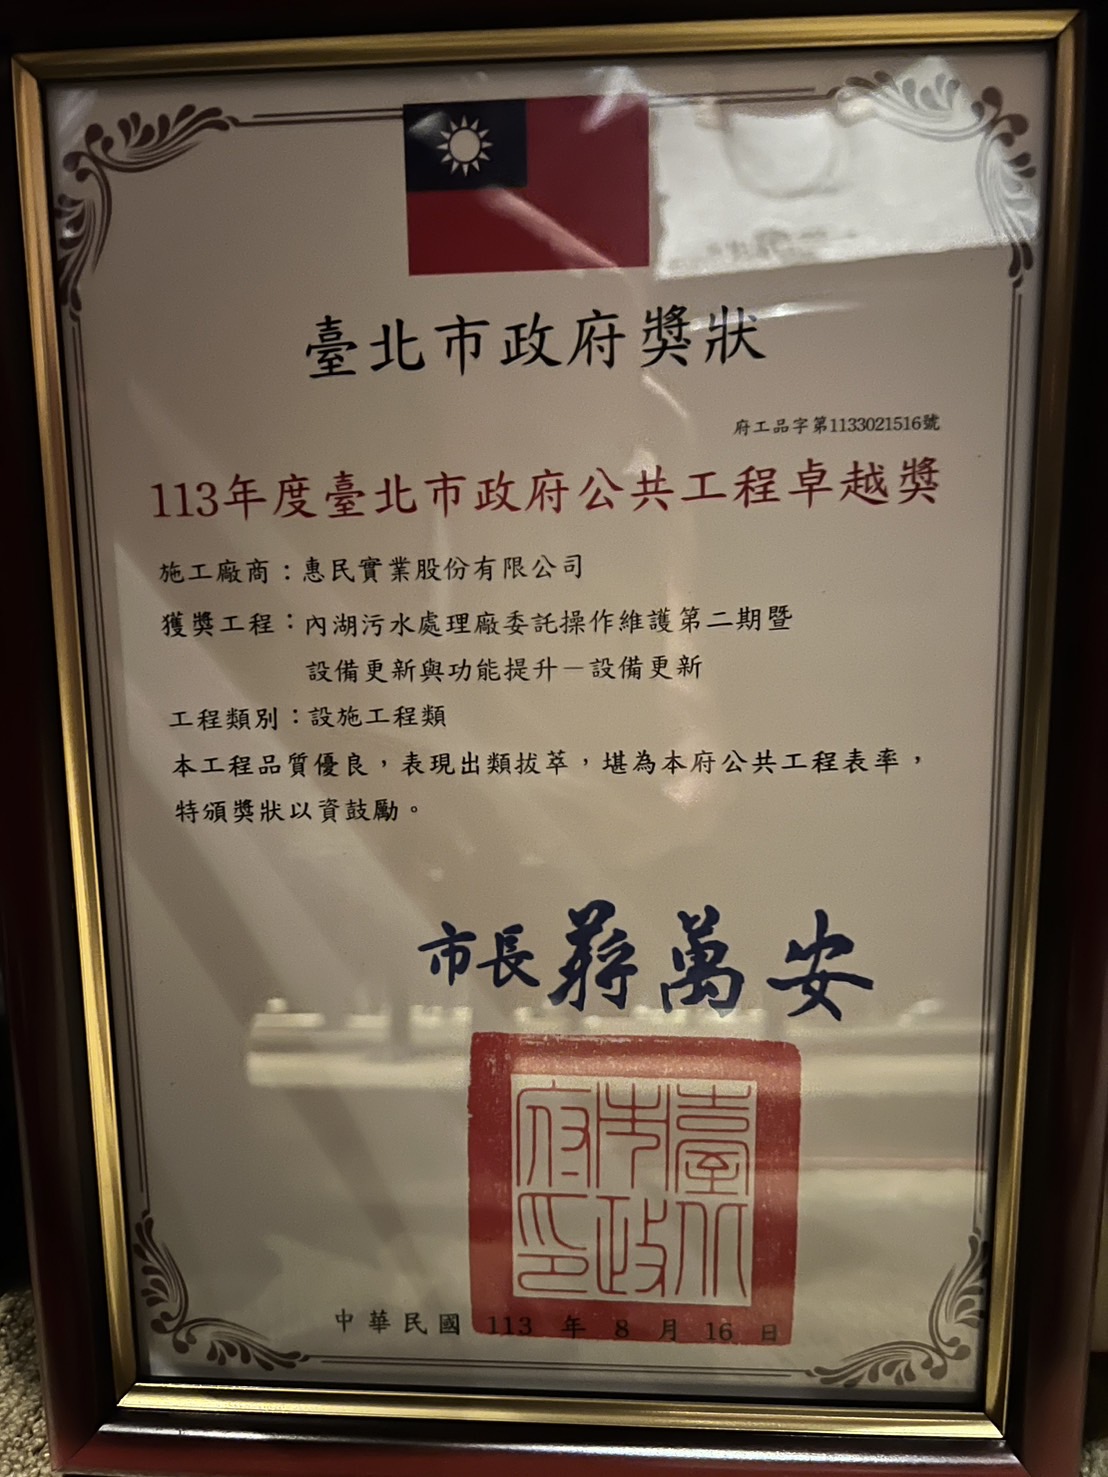 臺北市政府獎狀
府工品字第1133021516號
113年度臺北市政府公共工程卓越獎
施工廠商：惠民實業股份有限公司
獲獎工程：內湖污水處理廠委託操作維護第二期暨
設備更新與功能提升－設備更新
工程類別：設施工程類
本工程品質優良，表現出類拔萃，堪為本府公共工程表率，
特頒獎狀以資鼓勵。
市長蔣萬安
臺北市政府印
中華民國 113 年 8 月 16 日